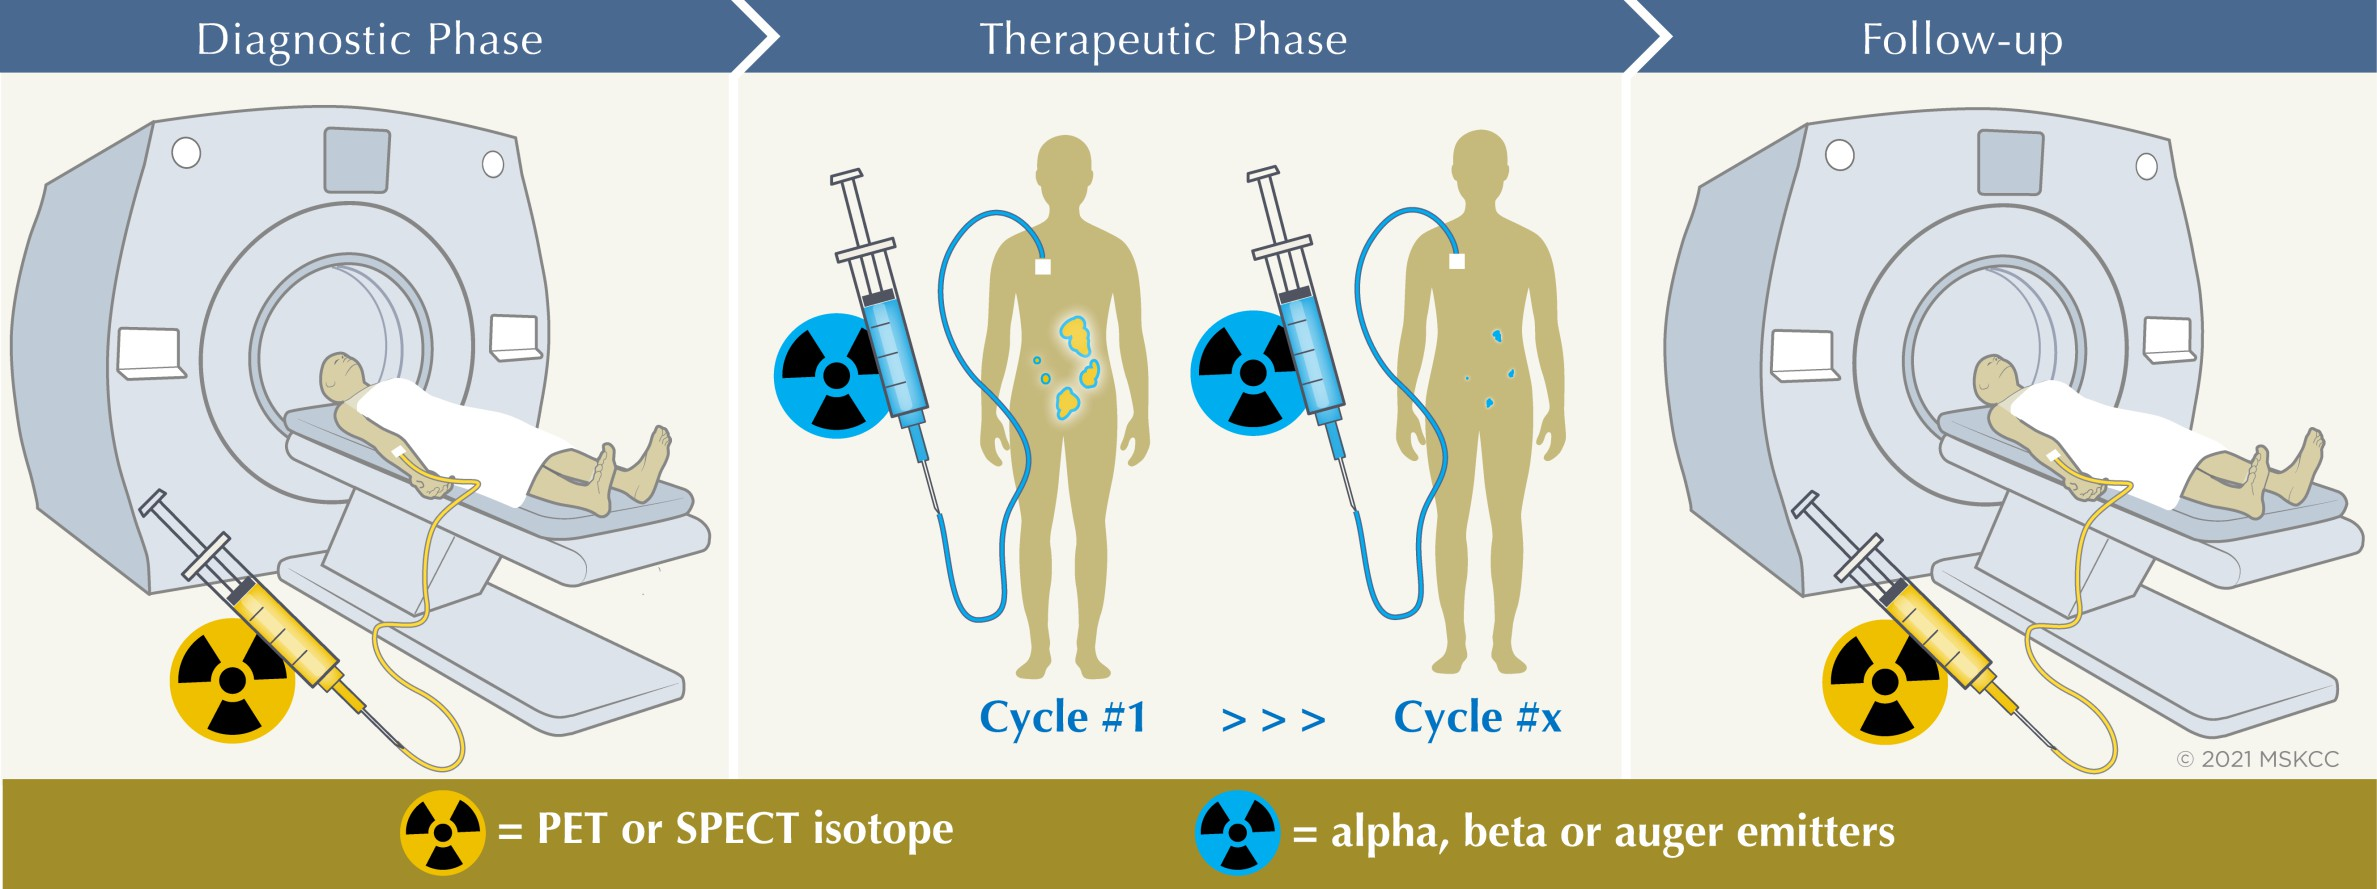 Diagnostic Phase
Therapeutic Phase
Follow-up
Cycle #1
> > >
Cycle #x
© 2021 MSKCC
= PET or SPECT isotope
= alpha, beta or auger emitters